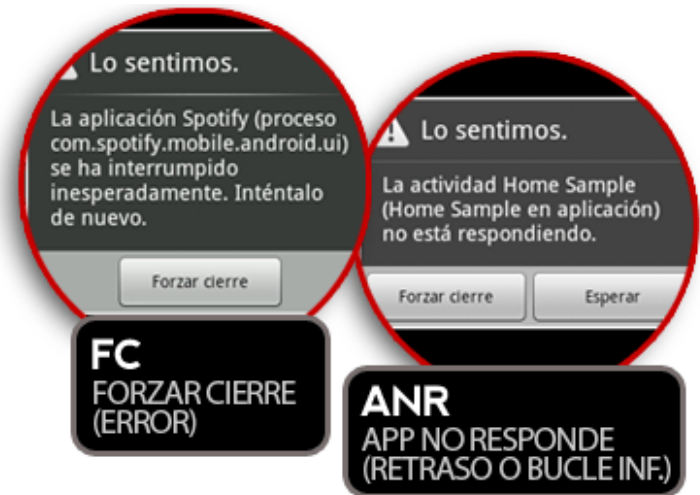 Lo sentimos.
La aplicación Spotify (proceso
com.spotify.mobile.android.ui)
se ha interrumpido
inesperadamente. Inténtalo
de nuevo.
Forzar cierre
FC
FORZAR CIERRE
(ERROR)
Lo sentimos.
La actividad Home Sample
(Home Sample en aplicación)
no está respondiendo.
Forzar cierre
Esperar
ANR
APP NO RESPONDE
(RETRASO O BUCLE INF.)